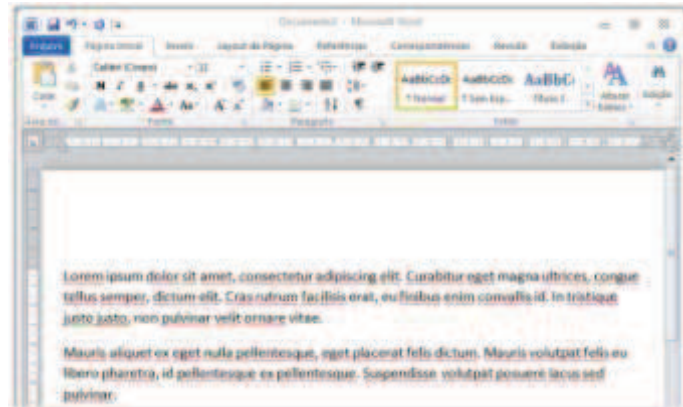 Documento1 - Microsoft Word
Arquivo Página Inicial Inserir Layout da Página Referências Correspondências Revisão Exibição
Calibri (Corpo) 11
N I S abc x, x'
A Aa A A
AaBbCcDc AaBbCcDc AaBbC
¶ Normal ¶ Sem Esp... Título 1
Alterar Estilos Edição
Colar
Fonte Parágrafo Estilo
Lorem ipsum dolor sit amet, consectetur adipiscing elit. Curabitur eget magna ultrices, congue
tellus semper, dictum elit. Cras rutrum facilisis erat, eu finibus enim convallis id. In tristique
justo justo, non pulvinar velit ornare vitae.
Mauris aliquet ex eget nulla pellentesque, eget placerat felis dictum. Mauris volutpat felis eu
libero pharetra, id pellentesque ex pellentesque. Suspendisse volutpat posuere lacus sed
pulvinar.